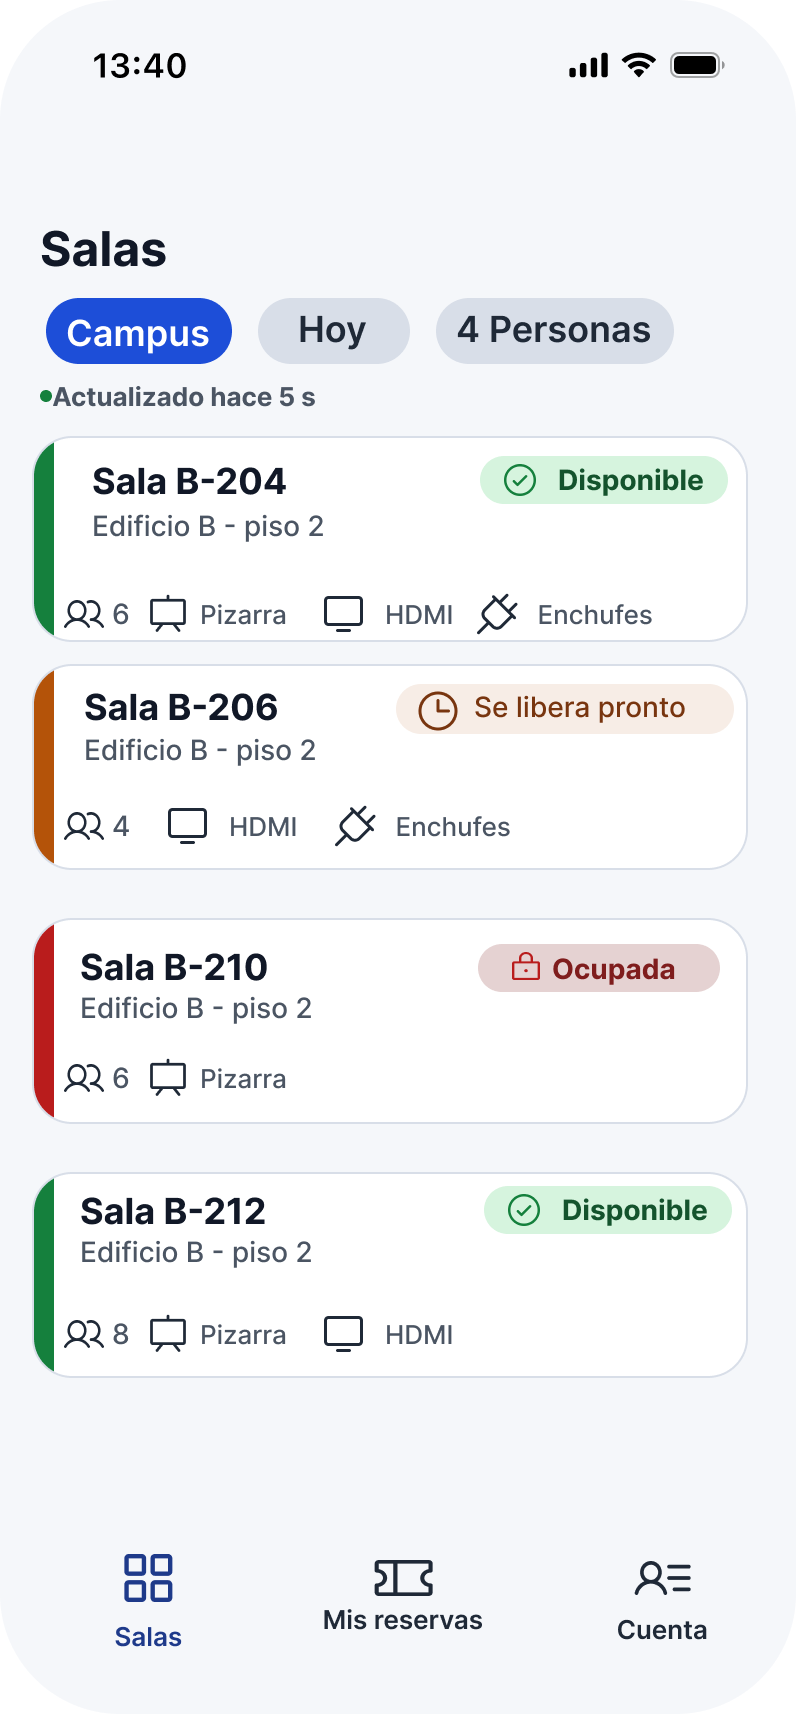 13:40
Salas
Campus Hoy 4 Personas
Actualizado hace 5 s
Sala B-204 Disponible
Edificio B - piso 2
6 Pizarra HDMI Enchufes
Sala B-206 Se libera pronto
Edificio B - piso 2
4 HDMI Enchufes
Sala B-210 Ocupada
Edificio B - piso 2
6 Pizarra
Sala B-212 Disponible
Edificio B - piso 2
8 Pizarra HDMI
Salas Mis reservas Cuenta